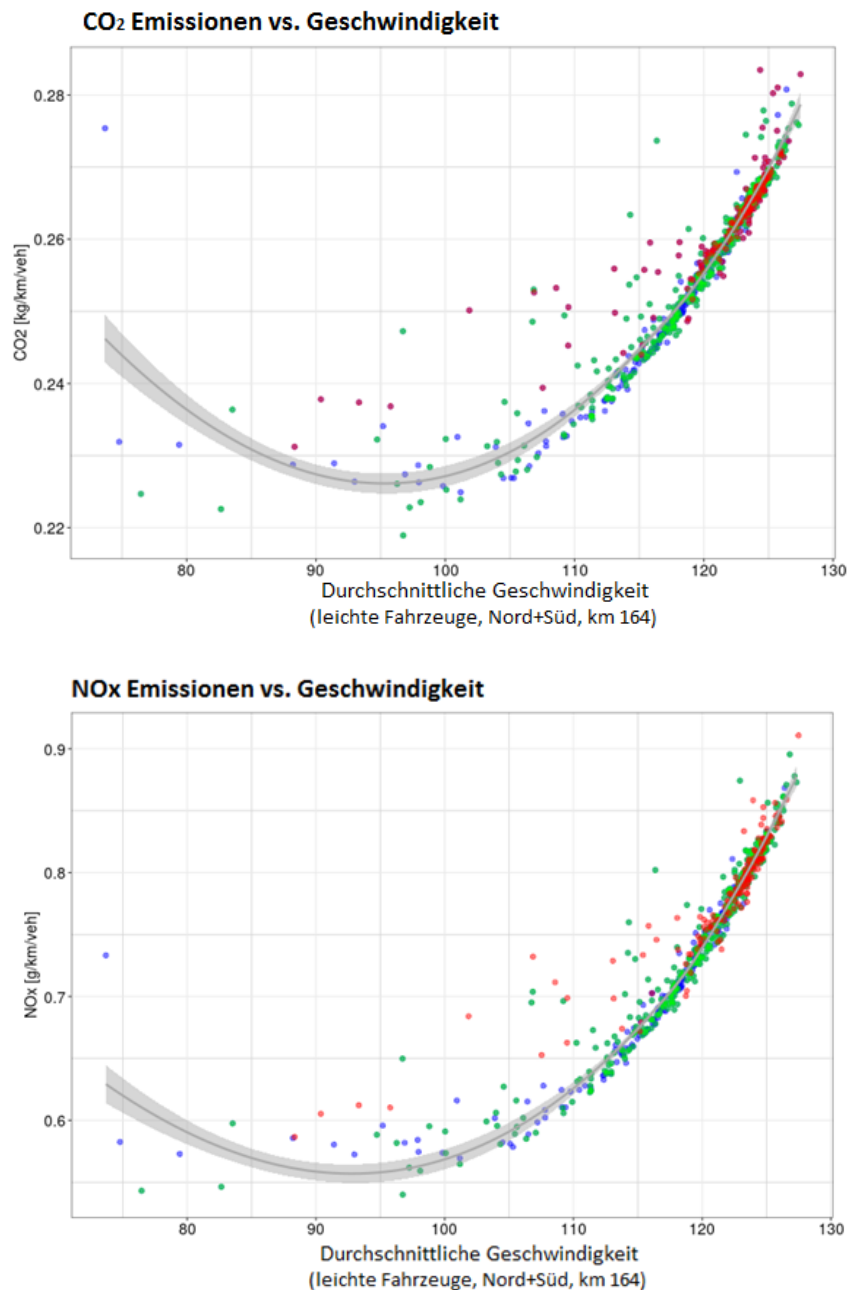 CO₂ Emissionen vs. Geschwindigkeit
0.28
0.26
0.24
0.22
CO2 [kg/km/veh]
80 90 100 110 120 130
Durchschnittliche Geschwindigkeit
(leichte Fahrzeuge, Nord+Süd, km 164)
NOx Emissionen vs. Geschwindigkeit
0.9
0.8
0.7
0.6
NOx [g/km/veh]
80 90 100 110 120 130
Durchschnittliche Geschwindigkeit
(leichte Fahrzeuge, Nord+Süd, km 164)